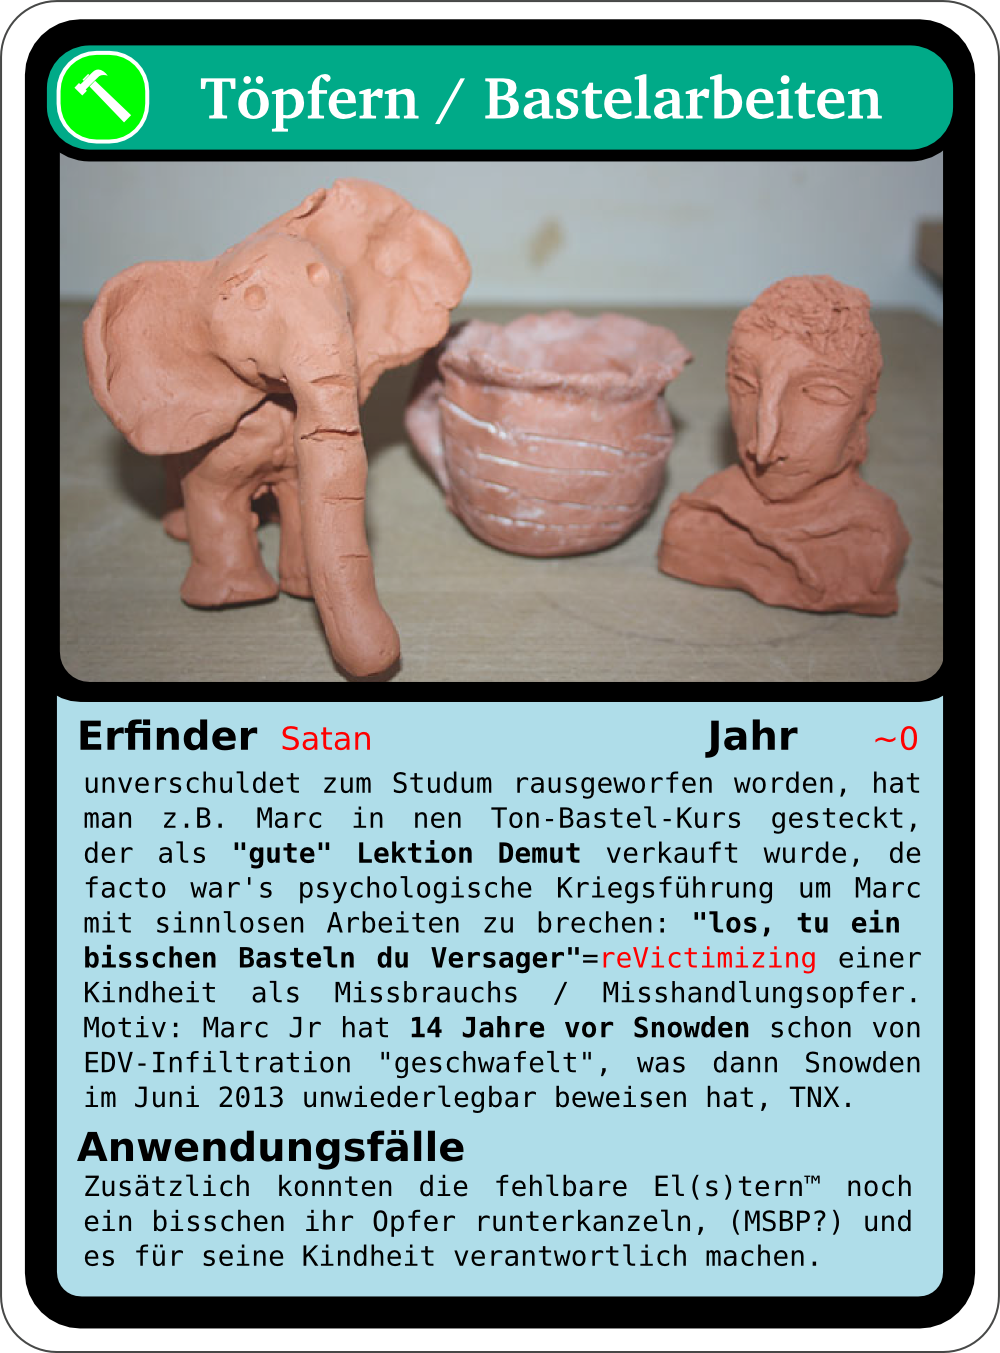 Töpfern / Bastelarbeiten
Erfinder Satan Jahr ~0
unverschuldet zum Studum rausgeworfen worden, hat
man z.B. Marc in nen Ton-Bastel-Kurs gesteckt,
der als "gute" Lektion Demut verkauft wurde, de
facto war's psychologische Kriegsführung um Marc
mit sinnlosen Arbeiten zu brechen: "los, tu ein
bisschen Basteln du Versager"=reVictimizing einer
Kindheit als Missbrauchs / Misshandlungsopfer.
Motiv: Marc Jr hat 14 Jahre vor Snowden schon von
EDV-Infiltration "geschwafelt", was dann Snowden
im Juni 2013 unwiederlegbar beweisen hat, TNX.
Anwendungsfälle
Zusätzlich konnten die fehlbare El(s)tern™ noch
ein bisschen ihr Opfer runterkanzeln, (MSBP?) und
es für seine Kindheit verantwortlich machen.